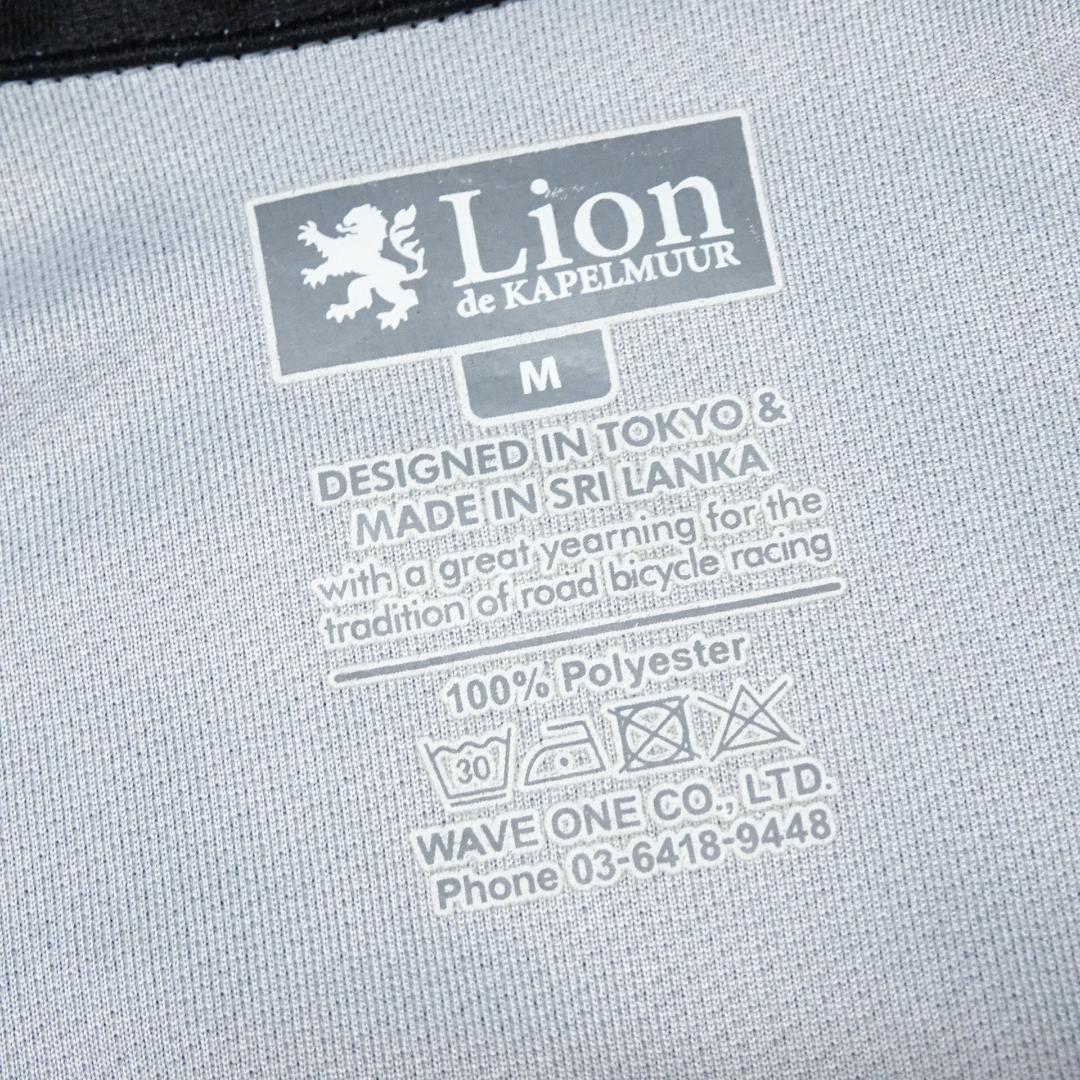 Lion
de KAPELMUUR
M
DESIGNED IN TOKYO &
MADE IN SRI LANKA
with a great yearning for the
tradition of road bicycle racing
100% Polyester
30
WAVE ONE CO., LTD.
Phone 03-6418-9448